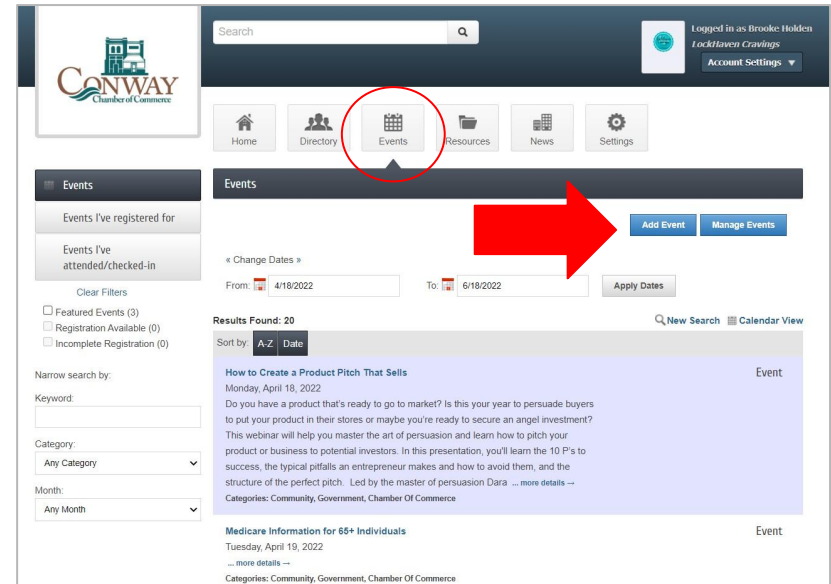 Search
Logged in as Brooke Holden
LockHaven Cravings
Account Settings ▼
CONWAY
Chamber of Commerce
Home
Directory
Events
Resources
News
Settings
Events
Events I've registered for
Events I've
attended/checked-in
Clear Filters
Featured Events (3)
Registration Available (0)
Incomplete Registration (0)
Narrow search by:
Keyword:
Category:
Any Category
Month:
Any Month
Events
Add Event
Manage Events
« Change Dates »
From: 4/18/2022 To: 6/18/2022 Apply Dates
Results Found: 20
New Search Calendar View
Sort by: A-Z Date
How to Create a Product Pitch That Sells
Event
Monday, April 18, 2022
Do you have a product that's ready to go to market? Is this your year to persuade buyers
to put your product in their stores or maybe you're ready to secure an angel investment?
This webinar will help you master the art of persuasion and learn how to pitch your
product or business to potential investors. In this presentation, you'll learn the 10 P's to
success, the typical pitfalls an entrepreneur makes and how to avoid them, and the
structure of the perfect pitch. Led by the master of persuasion Dara ... more details →
Categories: Community, Government, Chamber Of Commerce
Medicare Information for 65+ Individuals
Event
Tuesday, April 19, 2022
... more details →
Categories: Community, Government, Chamber Of Commerce